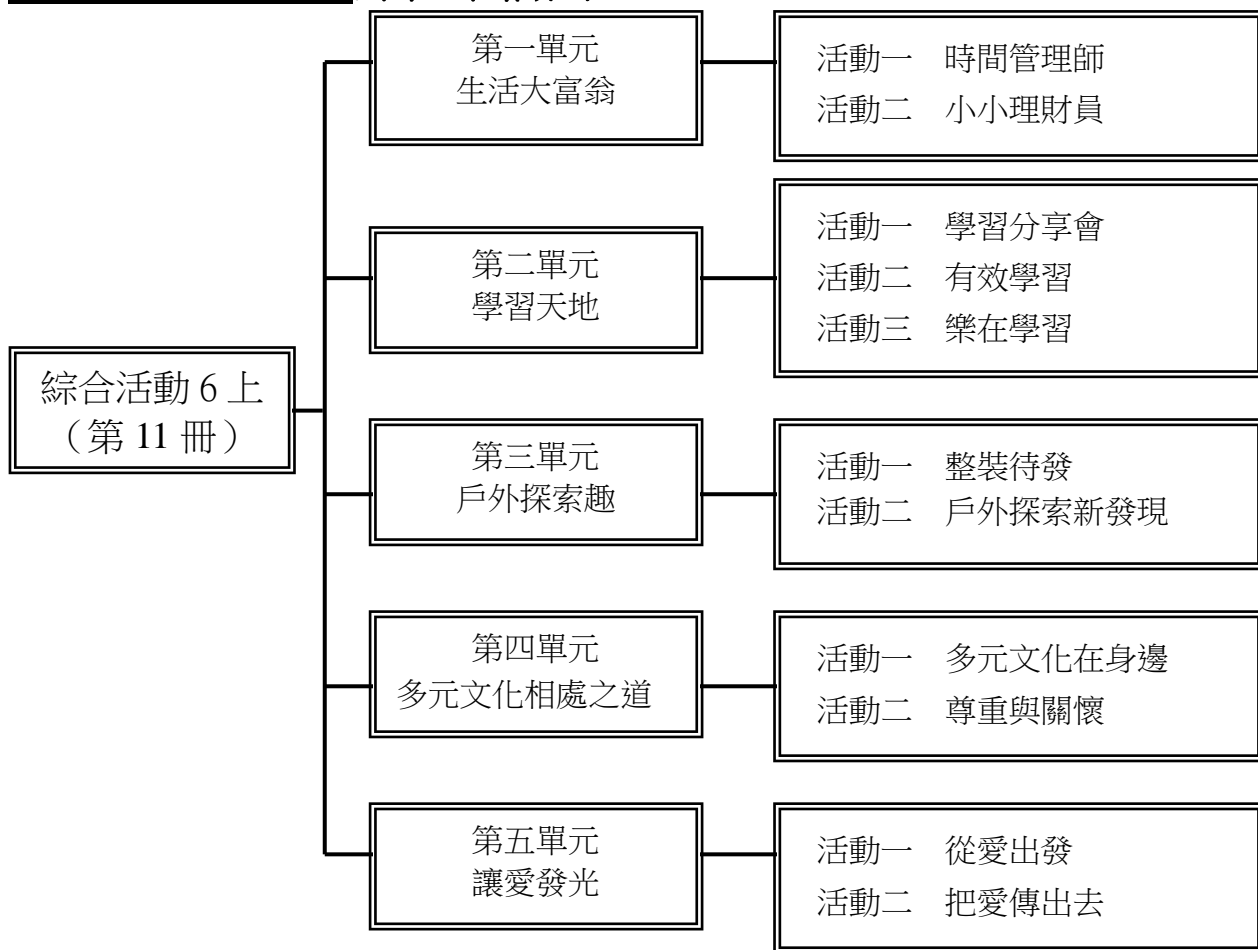 綜合活動 6 上
（第 11 冊）
第一單元
生活大富翁
活動一　時間管理師
活動二　小小理財員
第二單元
學習天地
活動一　學習分享會
活動二　有效學習
活動三　樂在學習
第三單元
戶外探索趣
活動一　整裝待發
活動二　戶外探索新發現
第四單元
多元文化相處之道
活動一　多元文化在身邊
活動二　尊重與關懷
第五單元
讓愛發光
活動一　從愛出發
活動二　把愛傳出去